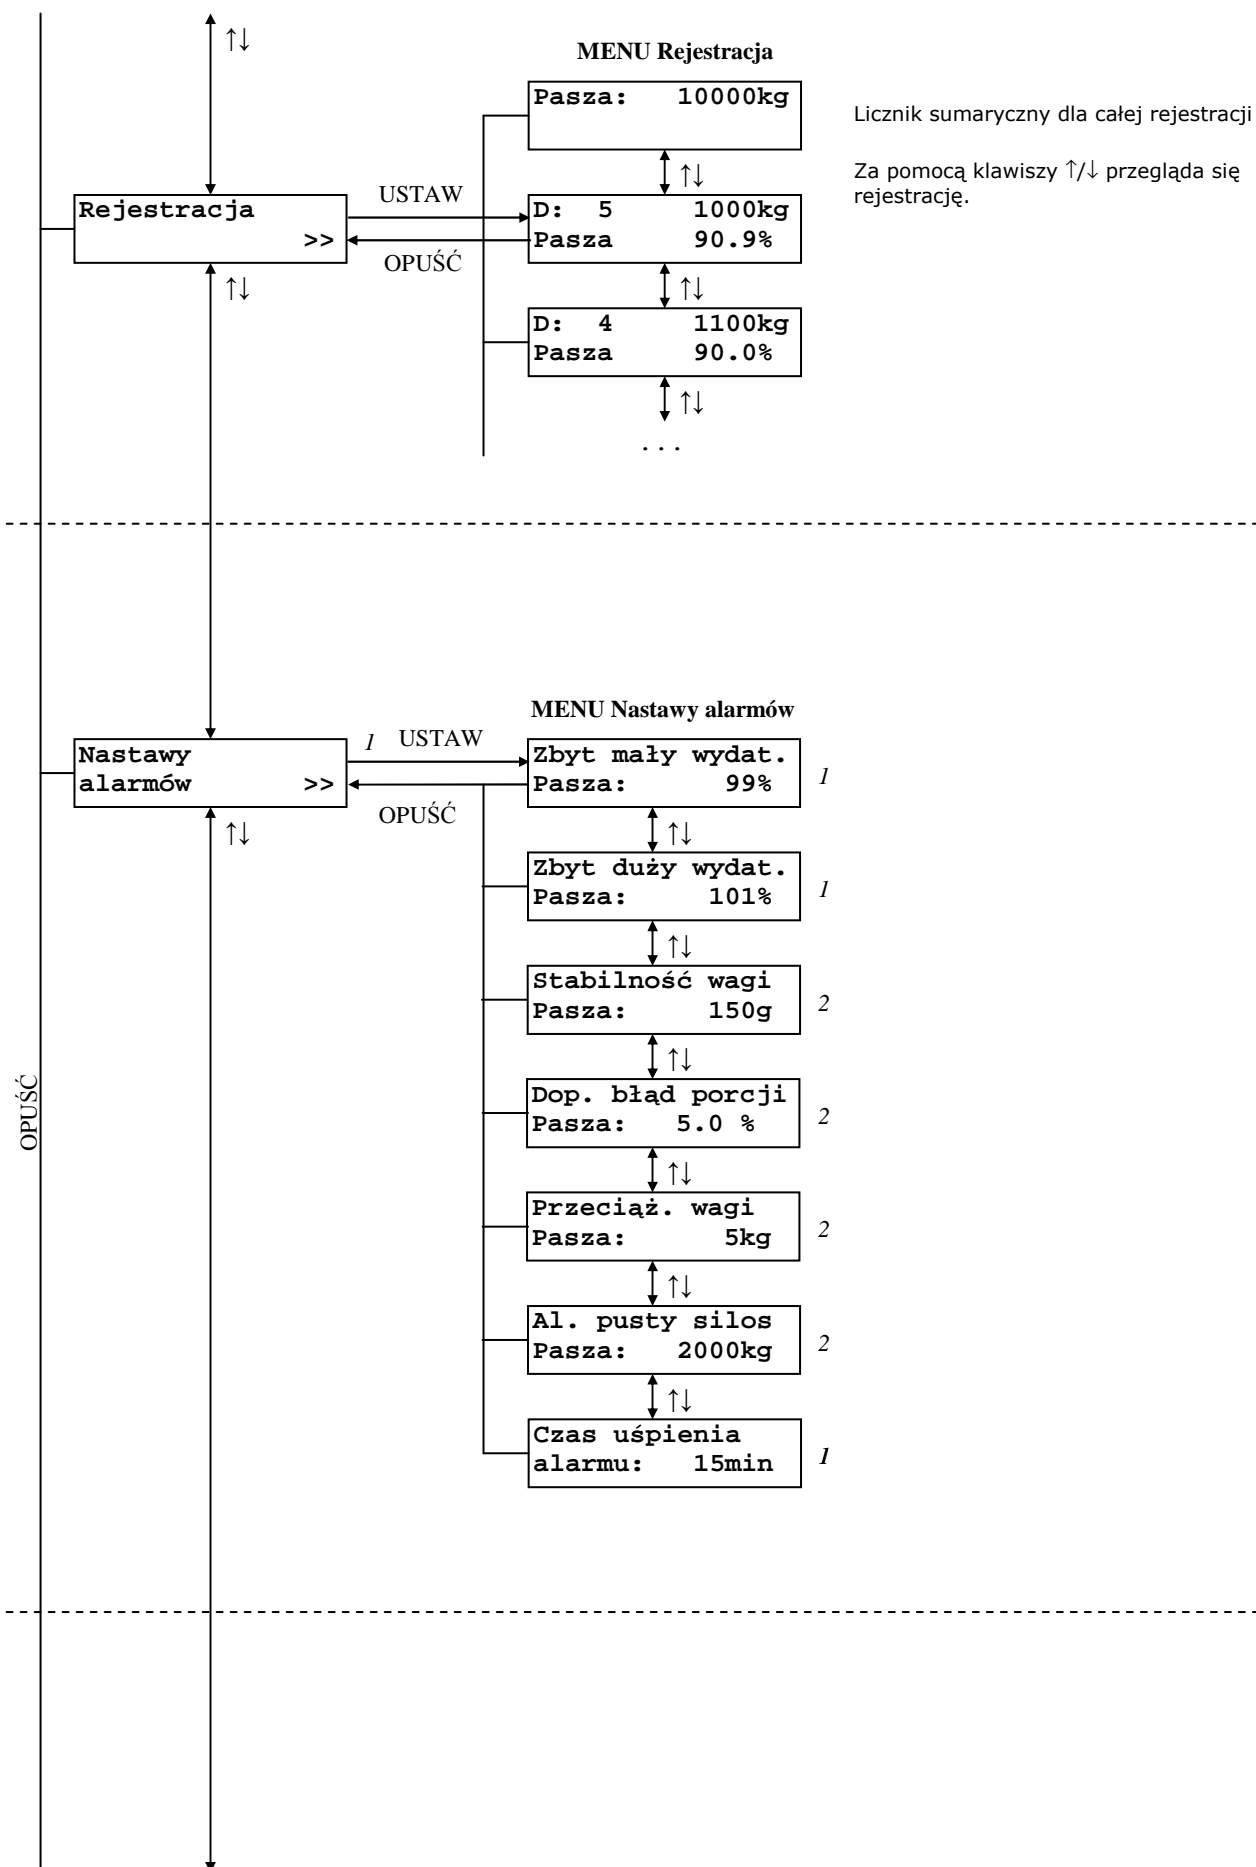 ↑↓
MENU Rejestracja
Pasza: 10000kg
Licznik sumaryczny dla całej rejestracji
↑↓
Za pomocą klawiszy ↑/↓ przegląda się
rejestrację.
Rejestracja
>>
USTAW
OPUŚĆ
D: 5 1000kg
Pasza 90.9%
↑↓
↑↓
D: 4 1100kg
Pasza 90.0%
↑↓
. . .
MENU Nastawy alarmów
Nastawy
alarmów >>
1 USTAW
OPUŚĆ
Zbyt mały wydat.
Pasza: 99%
1
↑↓
↑↓
Zbyt duży wydat.
Pasza: 101%
1
↑↓
Stabilność wagi
Pasza: 150g
2
↑↓
Dop. błąd porcji
Pasza: 5.0 %
2
OPUŚĆ
↑↓
Przeciąż. wagi
Pasza: 5kg
2
↑↓
Al. pusty silos
Pasza: 2000kg
2
↑↓
Czas uśpienia
alarmu: 15min
1